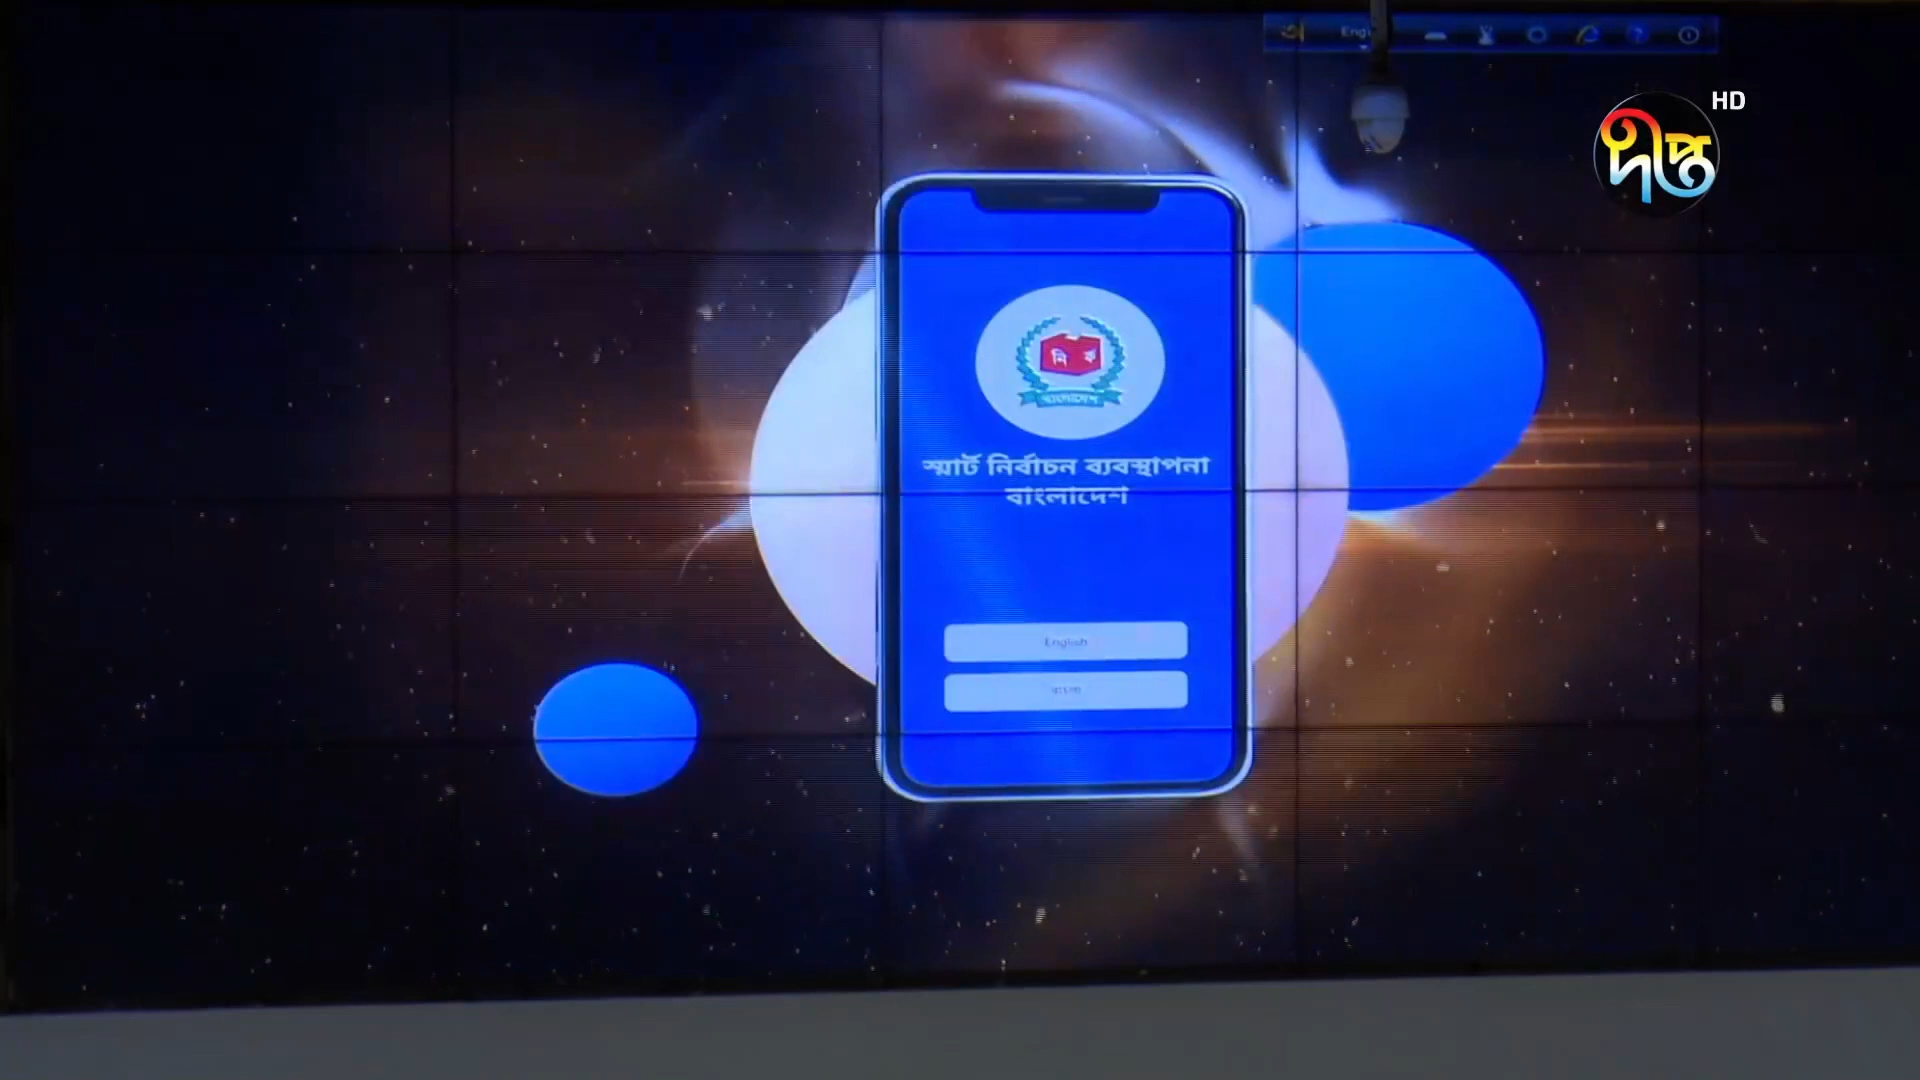 অ
HD
দীপ্ত
নি ক
বাংলাদেশ
স্মার্ট নির্বাচন ব্যবস্থাপনা
বাংলাদেশ
English
বাংলা